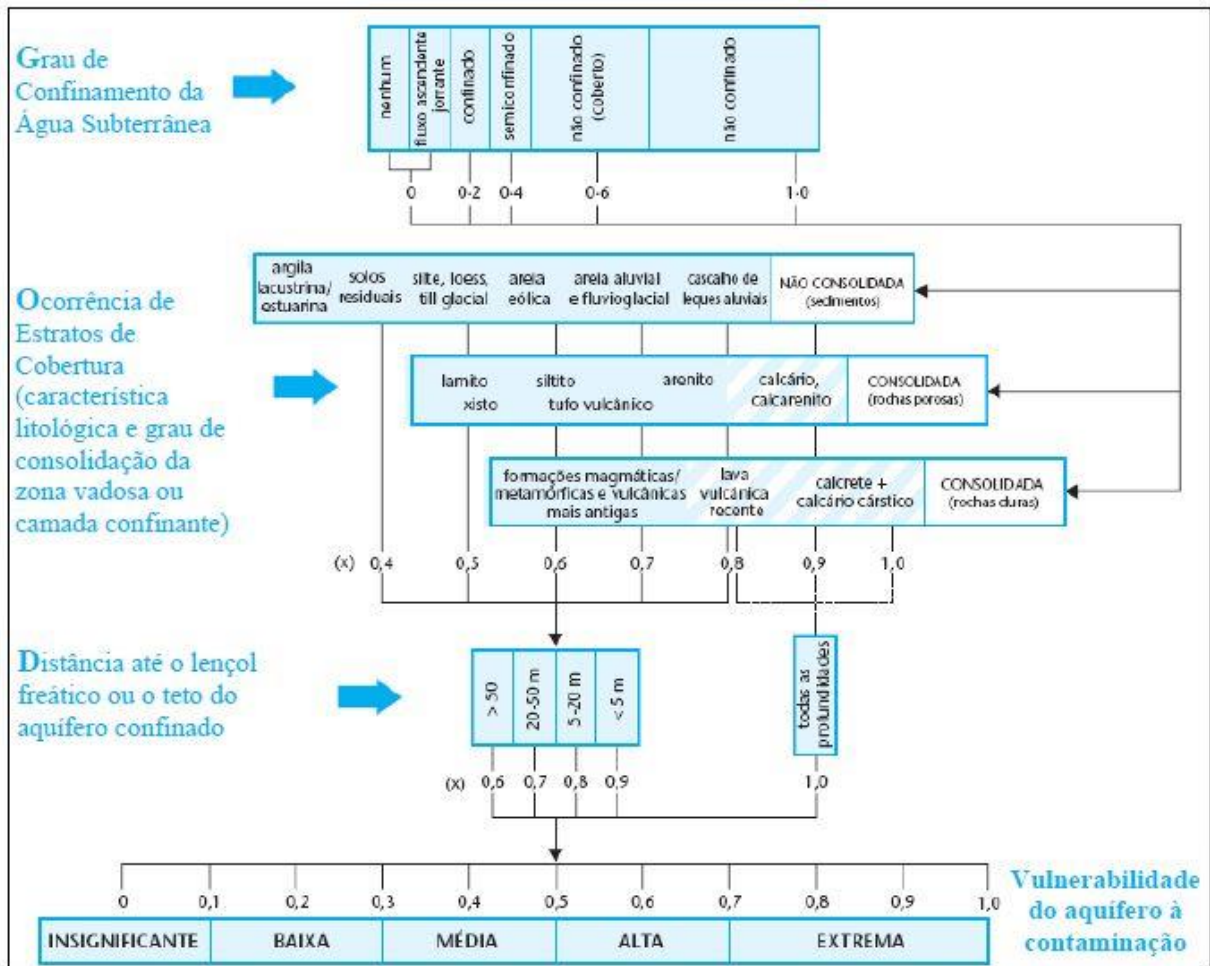 Grau de
Confinamento da
Água Subterrânea
nenhum
fluxo ascendente
jorrante
confinado
semiconfinado
não confinado
(coberto)
não confinado
0
0·2
0·4
0·6
1·0
Ocorrência de
Estratos de
Cobertura
(característica
litológica e grau de
consolidação da
zona vadosa ou
camada confinante)
argila
lacustrina/
estuarina
solos
residuais
silte, loess,
till glacial
areia
eólica
areia aluvial
e fluvioglacial
cascalho de
leques aluviais
NÃO CONSOLIDADA
(sedimentos)
lamito
xisto
siltito
tufo vulcânico
arenito
calcário,
calcarenito
CONSOLIDADA
(rochas porosas)
formações magmáticas/
metamórficas e vulcânicas
mais antigas
lava
vulcânica
recente
calcrete +
calcário cárstico
CONSOLIDADA
(rochas duras)
(x) 0,4 0,5 0,6 0,7 0,8 0,9 1,0
Distância até o lençol
freático ou o teto do
aquífero confinado
> 50
20-50 m
5-20 m
< 5 m
todas as
profundidades
(x) 0,6 0,7 0,8 0,9 1,0
0 0,1 0,2 0,3 0,4 0,5 0,6 0,7 0,8 0,9 1,0
INSIGNIFICANTE BAIXA MÉDIA ALTA EXTREMA
Vulnerabilidade
do aquífero à
contaminação